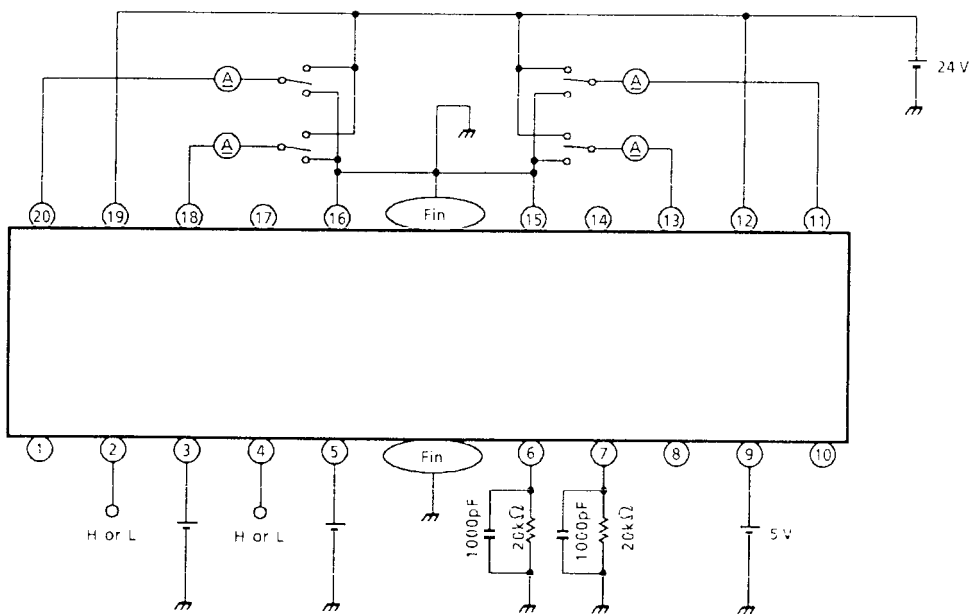 24 V
A
A
A
A
20 19 18 17 16 Fin 15 14 13 12 11
1 2 3 4 5 Fin 6 7 8 9 10
1000pF
20kΩ
1000pF
20kΩ
H or L
H or L
5 V